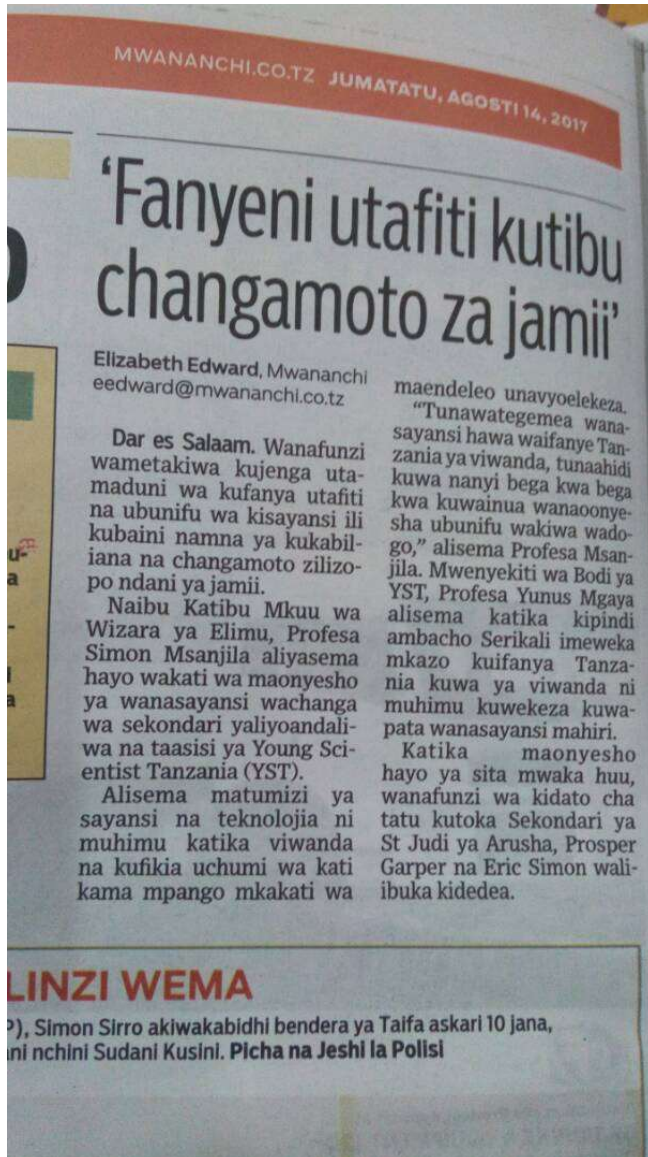 MWANANCHI.CO.TZ JUMATATU, AGOSTI 14, 2017
‘Fanyeni utafiti kutibu
changamoto za jamii’
Elizabeth Edward, Mwananchi
eedward@mwananchi.co.tz
Dar es Salaam. Wanafunzi
wametakiwa kujenga uta-
maduni wa kufanya utafiti
na ubunifu wa kisayansi ili
kubaini namna ya kukabil-
iana na changamoto zilizo-
po ndani ya jamii.
Naibu Katibu Mkuu wa
Wizara ya Elimu, Profesa
Simon Msanjila aliyasema
hayo wakati wa maonyesho
ya wanasayansi wachanga
wa sekondari yaliyoandali-
wa na taasisi ya Young Sci-
entist Tanzania (YST).
Alisema matumizi ya
sayansi na teknolojia ni
muhimu katika viwanda
na kufikia uchumi wa kati
kama mpango mkakati wa
maendeleo unavyoelekeza.
“Tunawategemea wana-
sayansi hawa waifanye Tan-
zania ya viwanda, tunaahidi
kuwa nanyi bega kwa bega
kwa kuwainua wanaoonye-
sha ubunifu wakiwa wado-
go,” alisema Profesa Msan-
jila. Mwenyekiti wa Bodi ya
YST, Profesa Yunus Mgaya
alisema katika kipindi
ambacho Serikali imeweka
mkazo kuifanya Tanza-
nia kuwa ya viwanda ni
muhimu kuwekeza kuwa-
pata wanasayansi mahiri.
Katika maonyesho
hayo ya sita mwaka huu,
wanafunzi wa kidato cha
tatu kutoka Sekondari ya
St Judi ya Arusha, Prosper
Garper na Eric Simon wali-
ibuka kidedea.
LINZI WEMA
P), Simon Sirro akiwakabidhi bendera ya Taifa askari 10 jana,
ni nchini Sudani Kusini. Picha na Jeshi la Polisi